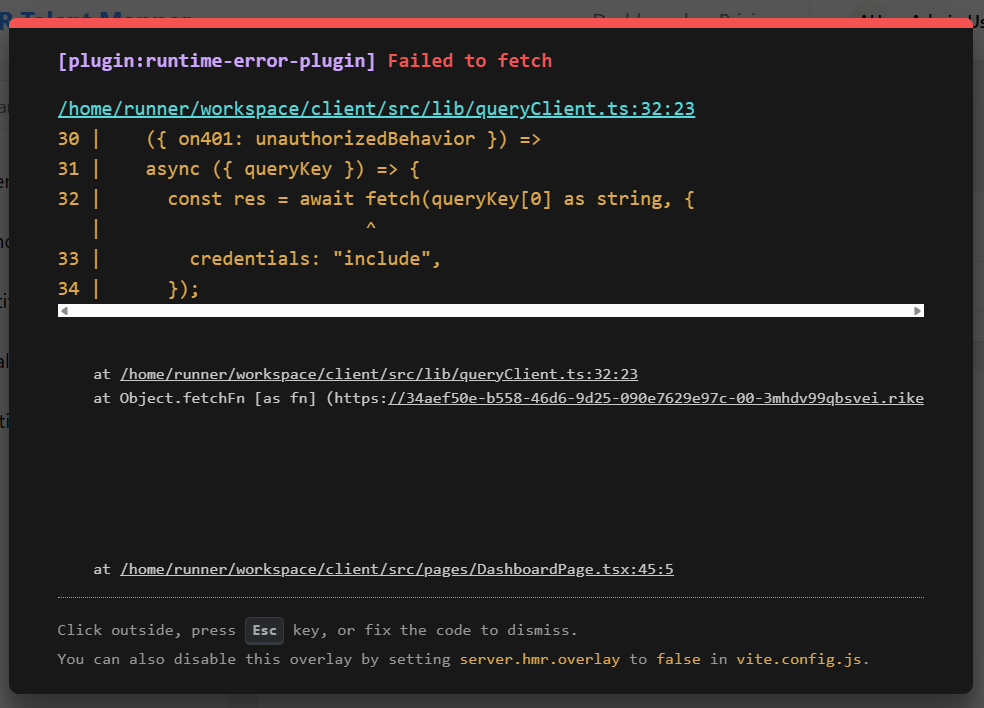 [plugin:runtime-error-plugin] Failed to fetch
/home/runner/workspace/client/src/lib/queryClient.ts:32:23
30 |    ({ on401: unauthorizedBehavior }) =>
31 |    async ({ queryKey }) => {
32 |      const res = await fetch(queryKey[0] as string, {
   |                        ^
33 |        credentials: "include",
34 |      });
at /home/runner/workspace/client/src/lib/queryClient.ts:32:23
at Object.fetchFn [as fn] (https://34aef50e-b558-46d6-9d25-090e7629e97c-00-3mhdv99qbsvei.rike
at /home/runner/workspace/client/src/pages/DashboardPage.tsx:45:5
Click outside, press Esc key, or fix the code to dismiss.
You can also disable this overlay by setting server.hmr.overlay to false in vite.config.js.